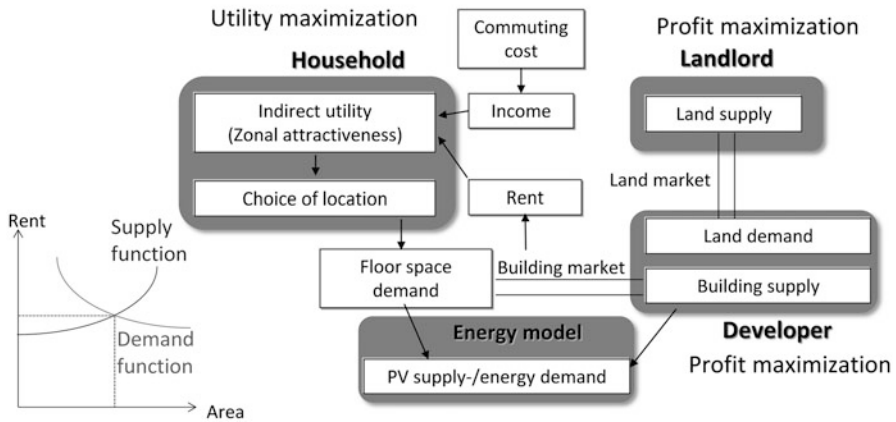 Utility maximization
Household
Indirect utility
(Zonal attractiveness)
Choice of location
Commuting
cost
Income
Rent
Profit maximization
Landlord
Land supply
Land market
Land demand
Building supply
Developer
Profit maximization
Building market
Floor space
demand
Energy model
PV supply-/energy demand
Rent
Supply
function
Demand
function
Area